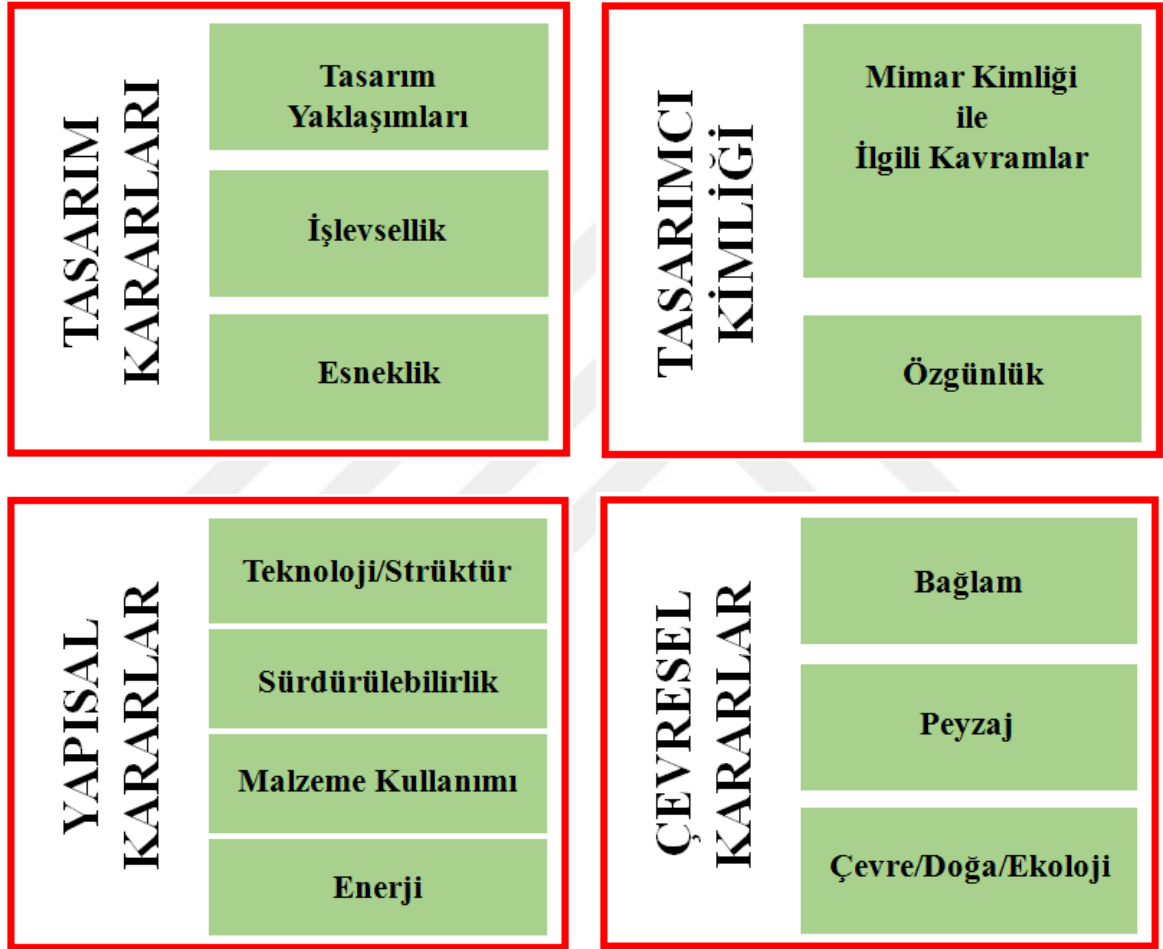 TASARIM
KARARLARI
Tasarım
Yaklaşımları
İşlevsellik
Esneklik
TASARIMCI
KİMLİĞİ
Mimar Kimliği
ile
İlgili Kavramlar
Özgünlük
YAPISAL
KARARLAR
Teknoloji/Strüktür
Sürdürülebilirlik
Malzeme Kullanımı
Enerji
ÇEVRESEL
KARARLAR
Bağlam
Peyzaj
Çevre/Doğa/Ekoloji